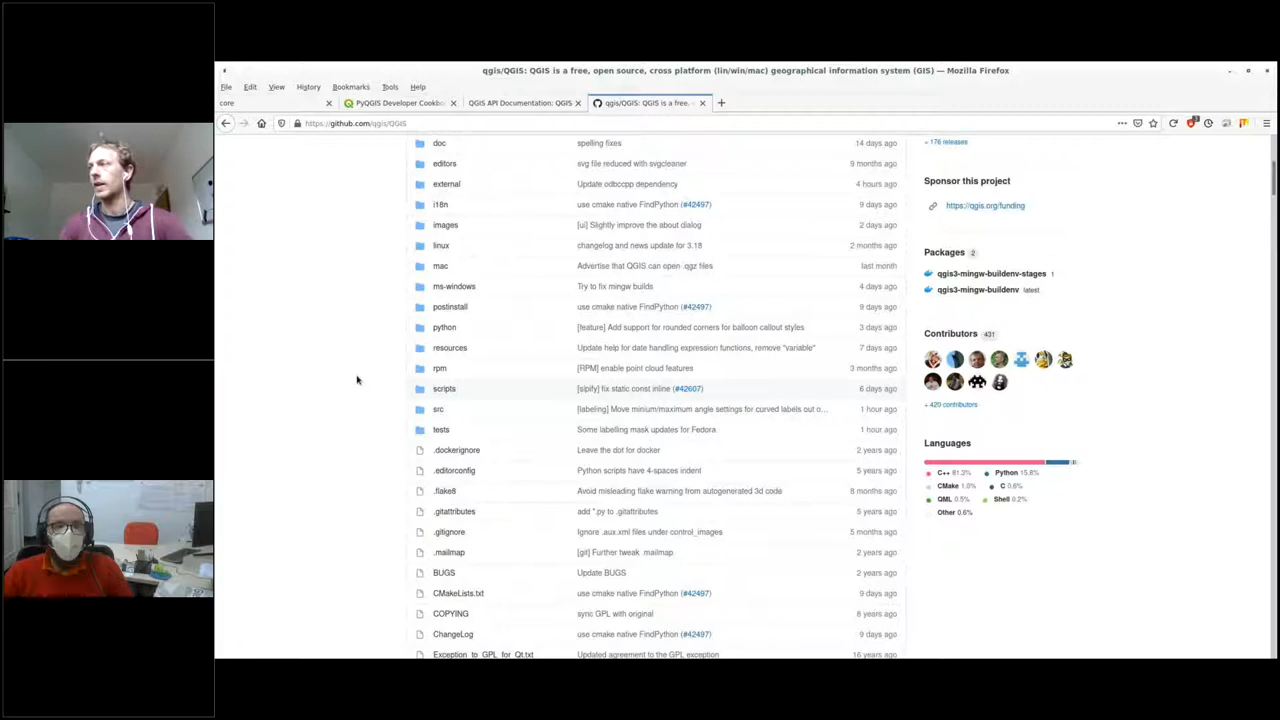 qgis/QGIS: QGIS is a free, open source, cross platform (lin/win/mac) geographical information system (GIS) — Mozilla Firefox
File Edit View History Bookmarks Tools Help
core
PyQGIS Developer Cookbo
QGIS API Documentation: QGIS
qgis/QGIS: QGIS is a free,
https://github.com/qgis/QGIS
doc spelling fixes 14 days ago
editors svg file reduced with svgcleaner 9 months ago
external Update odbccpp dependency 4 hours ago
i18n use cmake native FindPython (#42497) 9 days ago
images [ui] Slightly improve the about dialog 2 days ago
linux changelog and news update for 3.18 2 months ago
mac Advertise that QGIS can open .qgz files last month
ms-windows Try to fix mingw builds 4 days ago
postinstall use cmake native FindPython (#42497) 9 days ago
python [feature] Add support for rounded corners for balloon callout styles 3 days ago
resources Update help for date handling expression functions, remove "variable" 7 days ago
rpm [RPM] enable point cloud features 3 months ago
scripts [sipify] fix static const inline (#42607) 6 days ago
src [labeling] Move minium/maximum angle settings for curved labels out o... 1 hour ago
tests Some labelling mask updates for Fedora 1 hour ago
.dockerignore Leave the dot for docker 2 years ago
.editorconfig Python scripts have 4-spaces indent 5 years ago
.flake8 Avoid misleading flake warning from autogenerated 3d code 8 months ago
.gitattributes add *.py to .gitattributes 5 years ago
.gitignore Ignore .aux.xml files under control_images 5 months ago
.mailmap [git] Further tweak .mailmap 2 years ago
BUGS Update BUGS 2 years ago
CMakeLists.txt use cmake native FindPython (#42497) 9 days ago
COPYING sync GPL with original 8 years ago
ChangeLog use cmake native FindPython (#42497) 9 days ago
Exception_to_GPL_for_Qt.txt Updated agreement to the GPL exception 16 years ago
+ 176 releases
Sponsor this project
https://qgis.org/funding
Packages 2
qgis3-mingw-buildenv-stages 1
qgis3-mingw-buildenv latest
Contributors 431
+ 420 contributors
Languages
C++ 81.2% Python 15.8%
CMake 1.0% C 0.6%
QML 0.5% Shell 0.2%
Other 0.6%